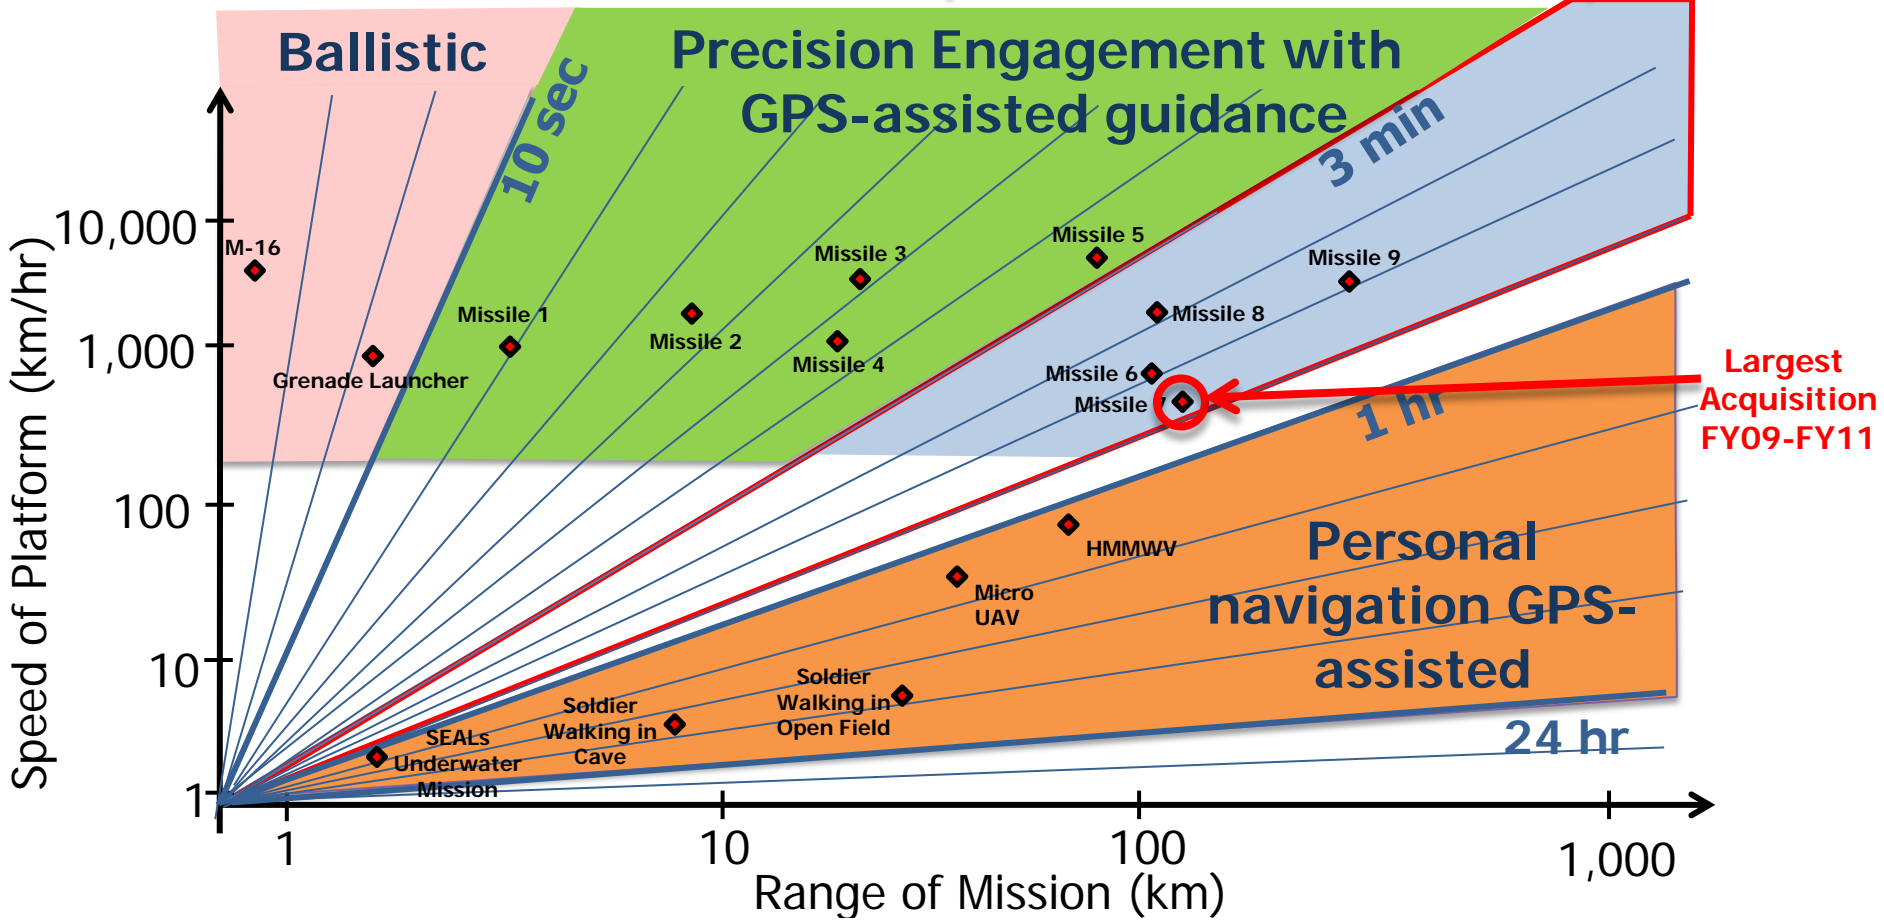 Ballistic
Precision Engagement with
GPS-assisted guidance
10 sec
3 min
1 hr
24 hr
Speed of Platform (km/hr)
10,000
1,000
100
10
1
M-16
Grenade Launcher
Missile 1
Missile 2
Missile 3
Missile 4
Missile 5
Missile 9
Missile 8
Missile 6
Missile 7
Largest
Acquisition
FY09-FY11
HMMWV
Micro
UAV
Personal
navigation GPS-
assisted
Soldier
Walking in
Open Field
Soldier
Walking in
Cave
SEALs
Underwater
Mission
1
10
100
1,000
Range of Mission (km)